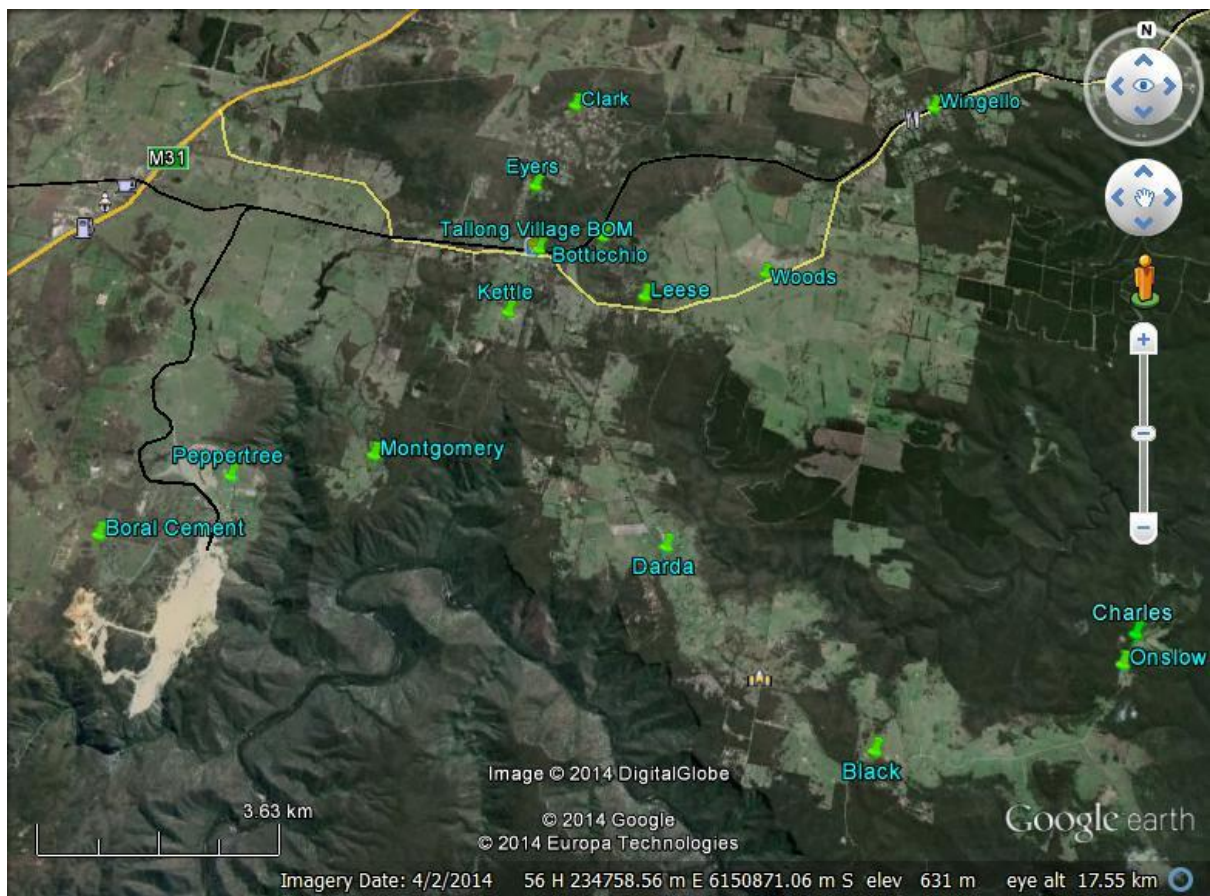 N
Clark
Wingello
M31
Eyers
Tallong Village BOM
Botticchio
Woods
Kettle
Leese
Montgomery
Peppertree
Boral Cement
Darda
Charles
Onslow
Black
Image © 2014 DigitalGlobe
3.63 km
© 2014 Google
© 2014 Europa Technologies
Google earth
Imagery Date: 4/2/2014 56 H 234758.56 m E 6150871.06 m S elev 631 m eye alt 17.55 km